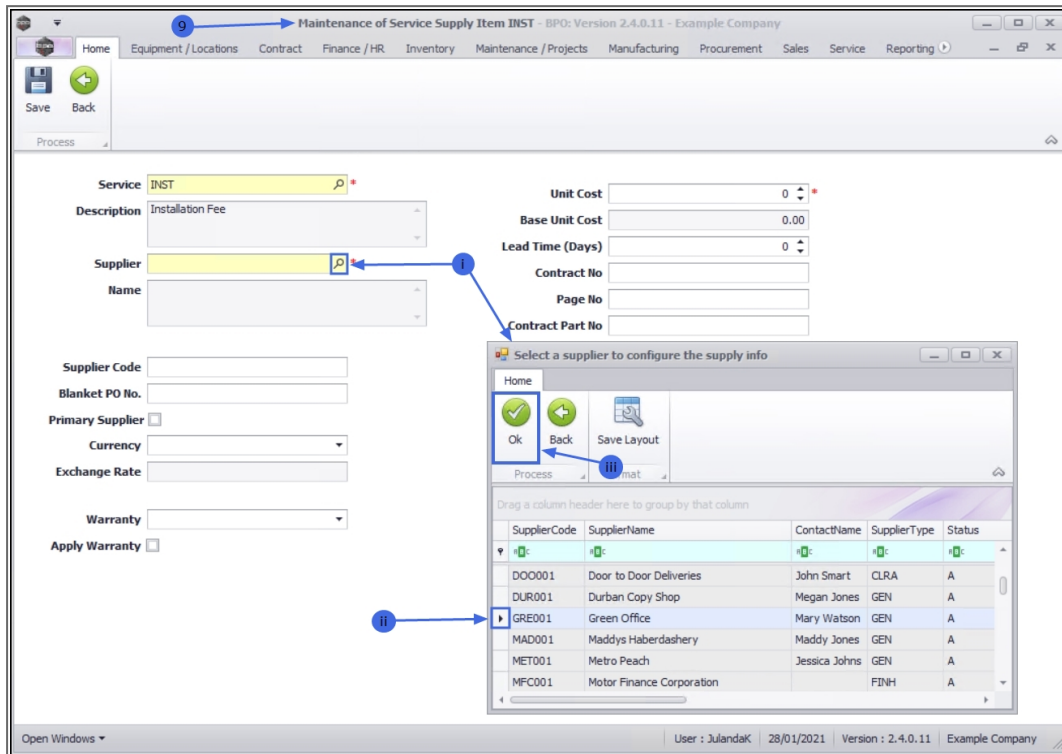 Maintenance of Service Supply Item INST - BPO: Version 2.4.0.11 - Example Company
9
Home Equipment / Locations Contract Finance / HR Inventory Maintenance / Projects Manufacturing Procurement Sales Service Reporting
Save Back
Process
Service INST *
Description Installation Fee
Supplier *
Name
i
Unit Cost 0 *
Base Unit Cost 0.00
Lead Time (Days) 0
Contract No
Page No
Contract Part No
Supplier Code
Blanket PO No.
Primary Supplier
Currency
Exchange Rate
Warranty
Apply Warranty
Select a supplier to configure the supply info
Home
Ok Back Save Layout
iii
Process
Drag a column header here to group by that column
SupplierCode SupplierName ContactName SupplierType Status
DOO001 Door to Door Deliveries John Smart CLRA A
DUR001 Durban Copy Shop Megan Jones GEN A
ii
GRE001 Green Office Mary Watson GEN A
MAD001 Maddys Haberdashery Maddy Jones GEN A
MET001 Metro Peach Jessica Johns GEN A
MFC001 Motor Finance Corporation FINH A
Open Windows User : JulandaK 28/01/2021 Version : 2.4.0.11 Example Company